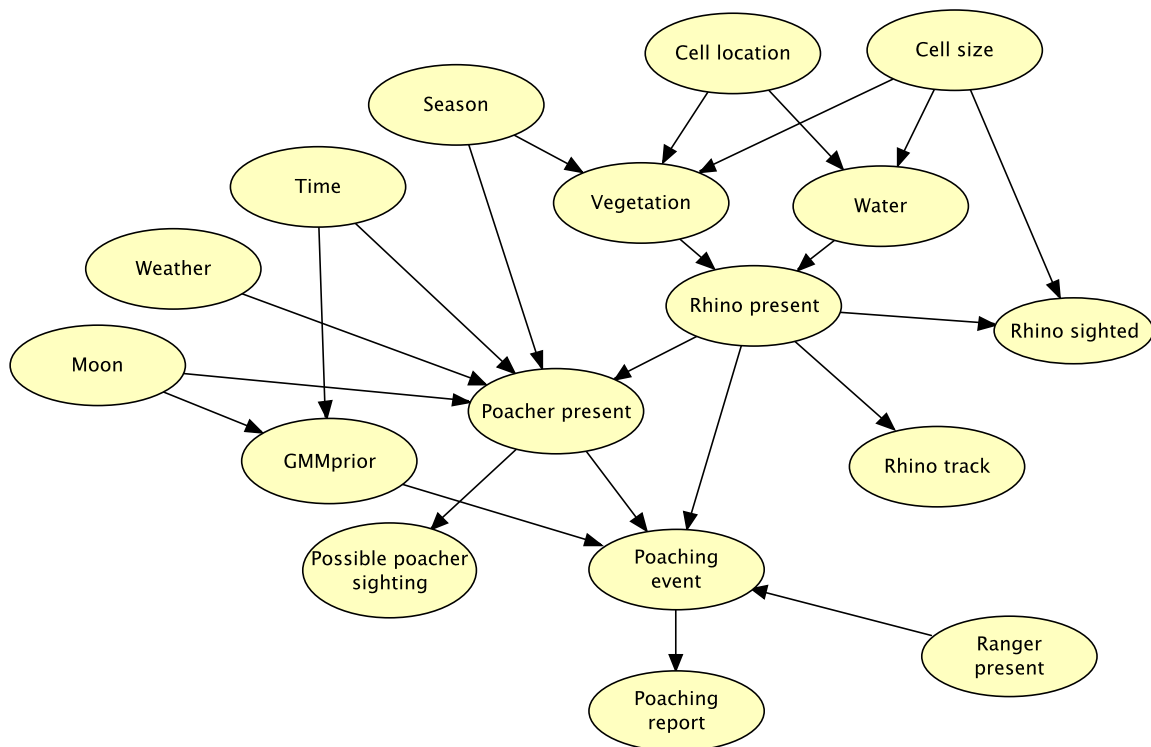 Cell location
Cell size
Season
Time
Vegetation
Water
Weather
Rhino present
Rhino sighted
Moon
Poacher present
GMMprior
Rhino track
Possible poacher
sighting
Poaching
event
Ranger
present
Poaching
report